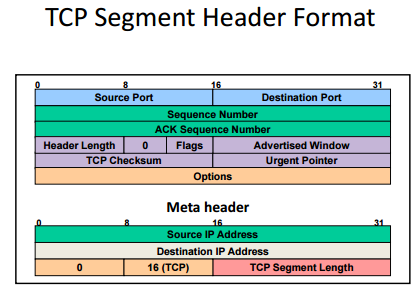 TCP Segment Header Format
0 8 16 31
Source Port Destination Port
Sequence Number
ACK Sequence Number
Header Length 0 Flags Advertised Window
TCP Checksum Urgent Pointer
Options
Meta header
0 8 16 31
Source IP Address
Destination IP Address
0 16 (TCP) TCP Segment Length